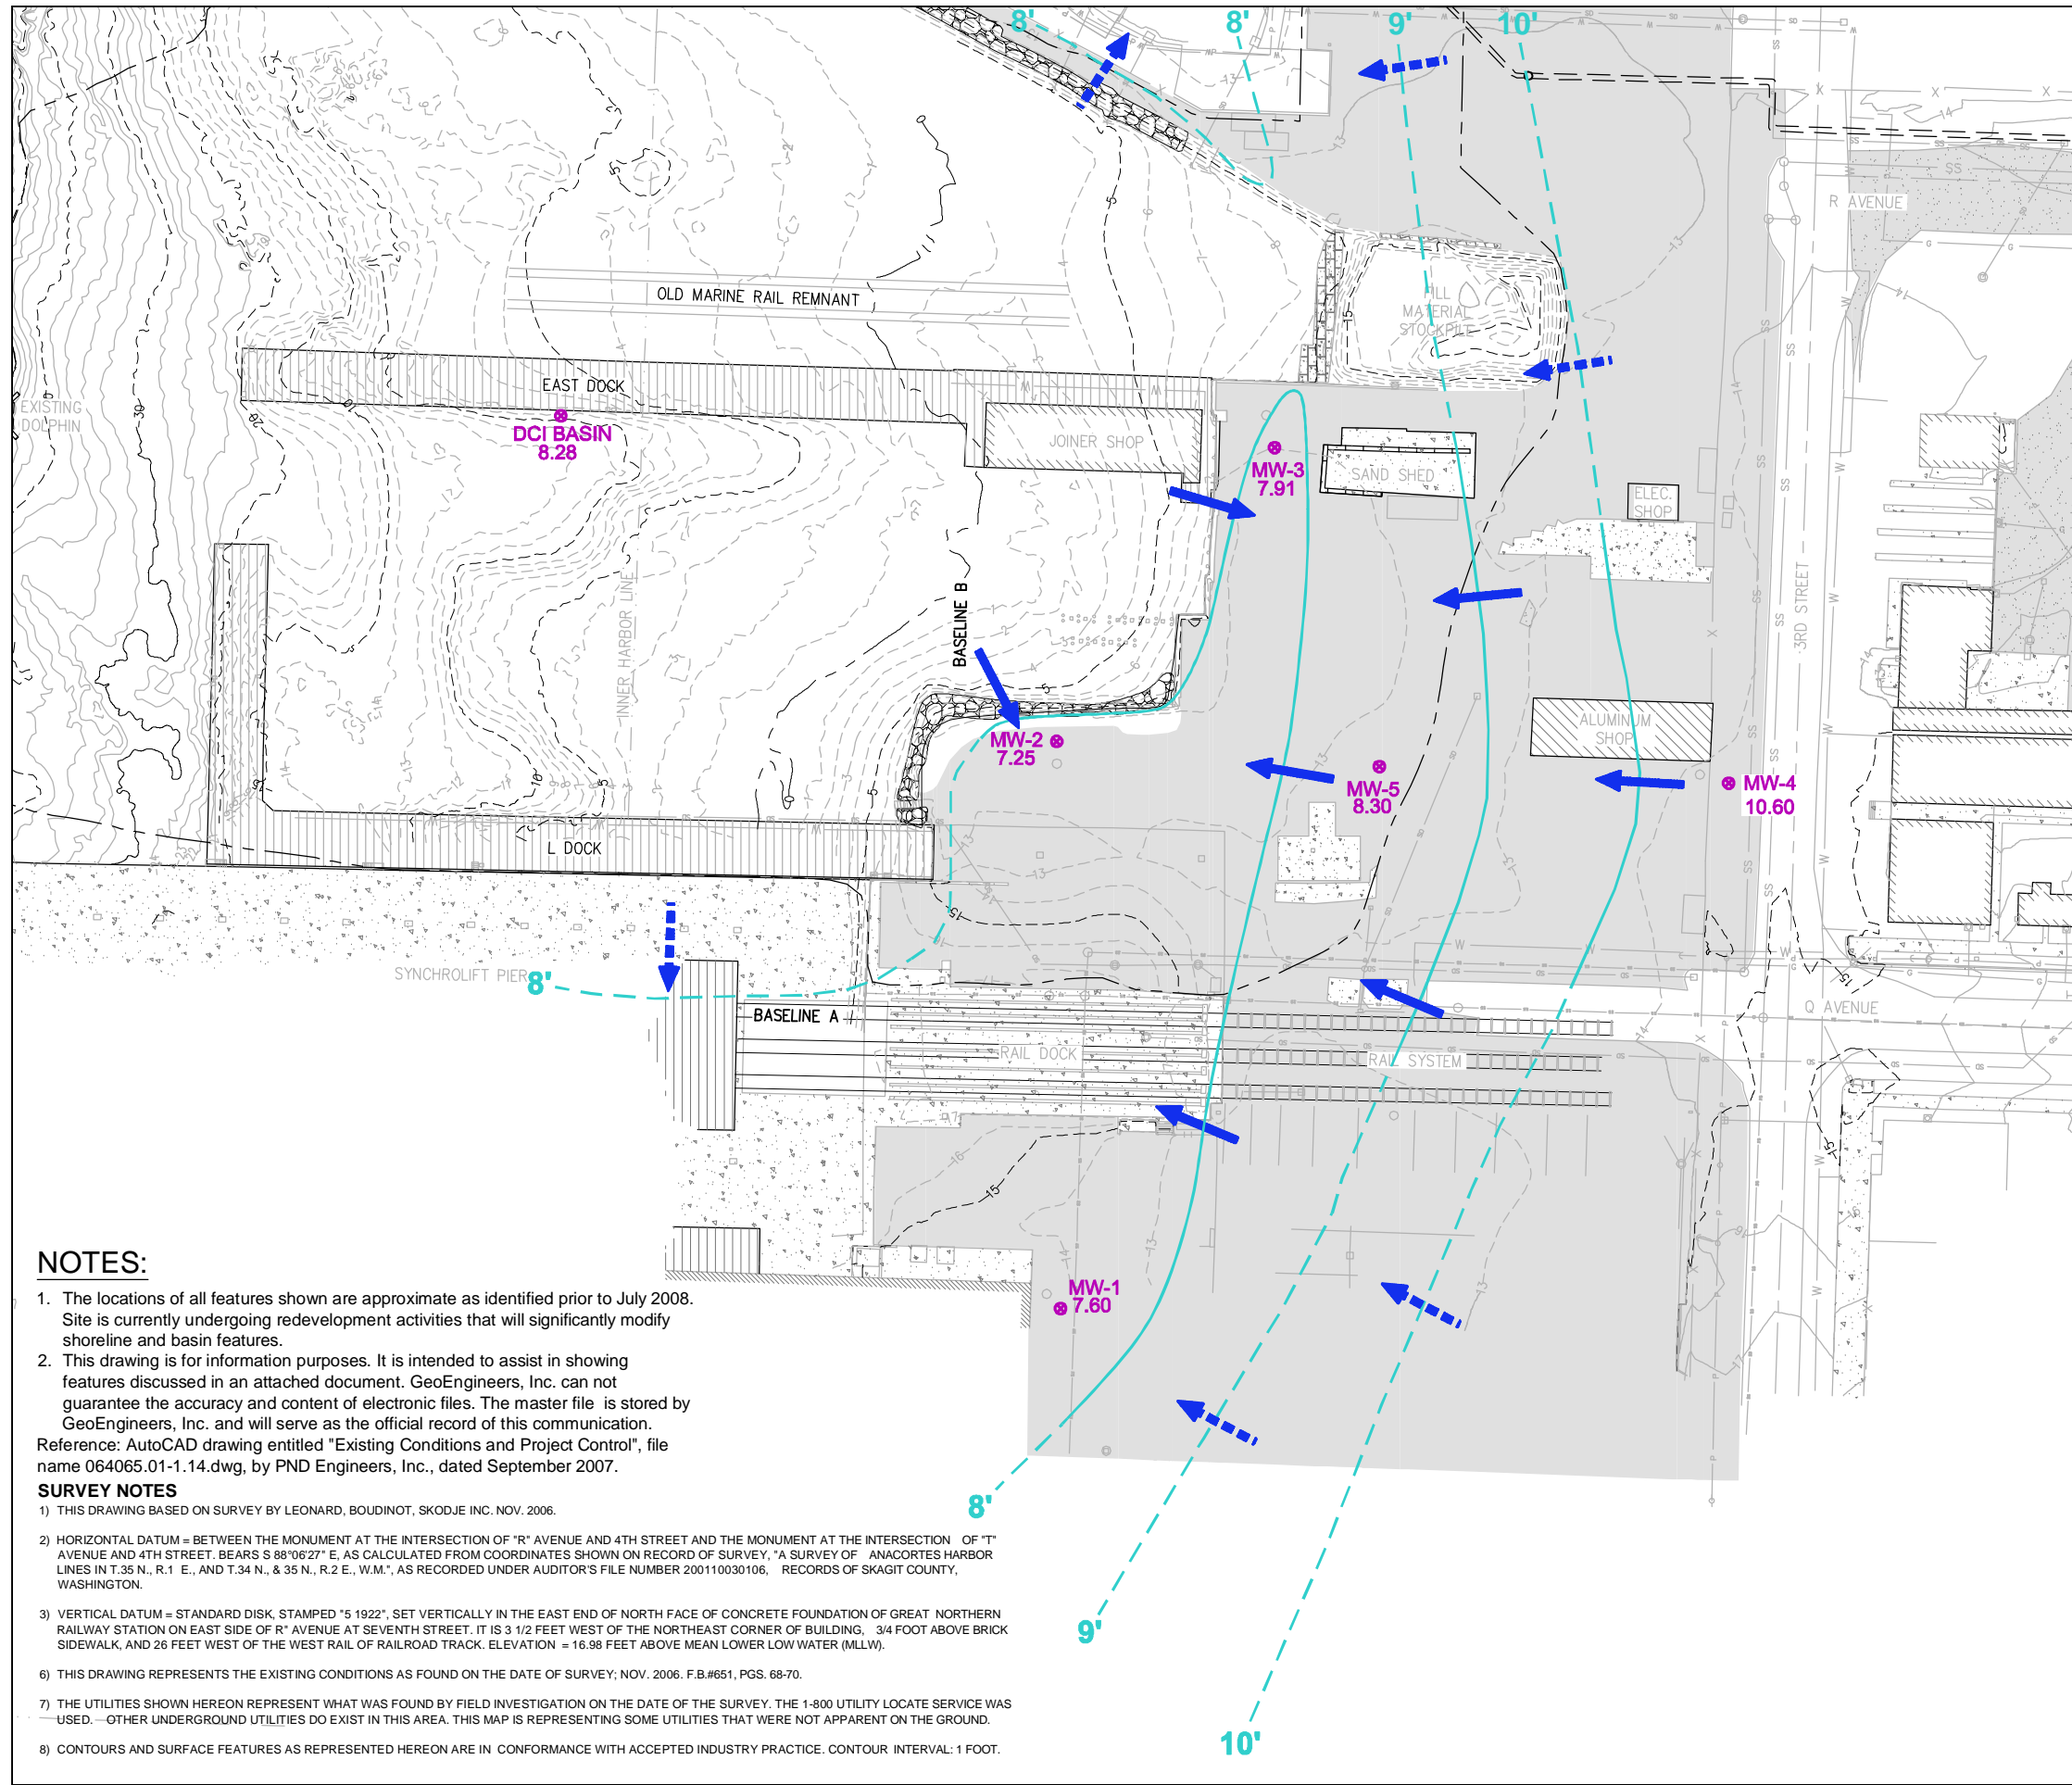 8'
8'
9'
10'
R AVENUE
OLD MARINE RAIL REMNANT
FILL
MATERIAL
STOCKPILE
EAST DOCK
EXISTING
DOLPHIN
DCI BASIN
8.28
JOINER SHOP
MW-3
7.91
SAND SHED
ELEC.
SHOP
3RD STREET
INNER HARBOR LINE
BASELINE B
MW-2
7.25
ALUMINUM
SHOP
MW-5
8.30
MW-4
10.60
L DOCK
SYNCHROLIFT PIER
8'
BASELINE A
Q AVENUE
RAIL DOCK
RAIL SYSTEM
MW-1
7.60
8'
9'
10'
NOTES:
1. The locations of all features shown are approximate as identified prior to July 2008.
Site is currently undergoing redevelopment activities that will significantly modify
shoreline and basin features.
2. This drawing is for information purposes. It is intended to assist in showing
features discussed in an attached document. GeoEngineers, Inc. can not
guarantee the accuracy and content of electronic files. The master file is stored by
GeoEngineers, Inc. and will serve as the official record of this communication.
Reference: AutoCAD drawing entitled "Existing Conditions and Project Control", file
name 064065.01-1.14.dwg, by PND Engineers, Inc., dated September 2007.
SURVEY NOTES
1) THIS DRAWING BASED ON SURVEY BY LEONARD, BOUDINOT, SKODJE INC. NOV. 2006.
2) HORIZONTAL DATUM = BETWEEN THE MONUMENT AT THE INTERSECTION OF "R" AVENUE AND 4TH STREET AND THE MONUMENT AT THE INTERSECTION OF "T"
AVENUE AND 4TH STREET. BEARS S 88°06'27" E, AS CALCULATED FROM COORDINATES SHOWN ON RECORD OF SURVEY, "A SURVEY OF ANACORTES HARBOR
LINES IN T.35 N., R.1 E., AND T.34 N., & 35 N., R.2 E., W.M.", AS RECORDED UNDER AUDITOR'S FILE NUMBER 200110030106, RECORDS OF SKAGIT COUNTY,
WASHINGTON.
3) VERTICAL DATUM = STANDARD DISK, STAMPED "5 1922", SET VERTICALLY IN THE EAST END OF NORTH FACE OF CONCRETE FOUNDATION OF GREAT NORTHERN
RAILWAY STATION ON EAST SIDE OF R" AVENUE AT SEVENTH STREET. IT IS 3 1/2 FEET WEST OF THE NORTHEAST CORNER OF BUILDING, 3/4 FOOT ABOVE BRICK
SIDEWALK, AND 26 FEET WEST OF THE WEST RAIL OF RAILROAD TRACK. ELEVATION = 16.98 FEET ABOVE MEAN LOWER LOW WATER (MLLW).
6) THIS DRAWING REPRESENTS THE EXISTING CONDITIONS AS FOUND ON THE DATE OF SURVEY; NOV. 2006. F.B.#651, PGS. 68-70.
7) THE UTILITIES SHOWN HEREON REPRESENT WHAT WAS FOUND BY FIELD INVESTIGATION ON THE DATE OF THE SURVEY. THE 1-800 UTILITY LOCATE SERVICE WAS
USED. OTHER UNDERGROUND UTILITIES DO EXIST IN THIS AREA. THIS MAP IS REPRESENTING SOME UTILITIES THAT WERE NOT APPARENT ON THE GROUND.
8) CONTOURS AND SURFACE FEATURES AS REPRESENTED HEREON ARE IN CONFORMANCE WITH ACCEPTED INDUSTRY PRACTICE. CONTOUR INTERVAL: 1 FOOT.